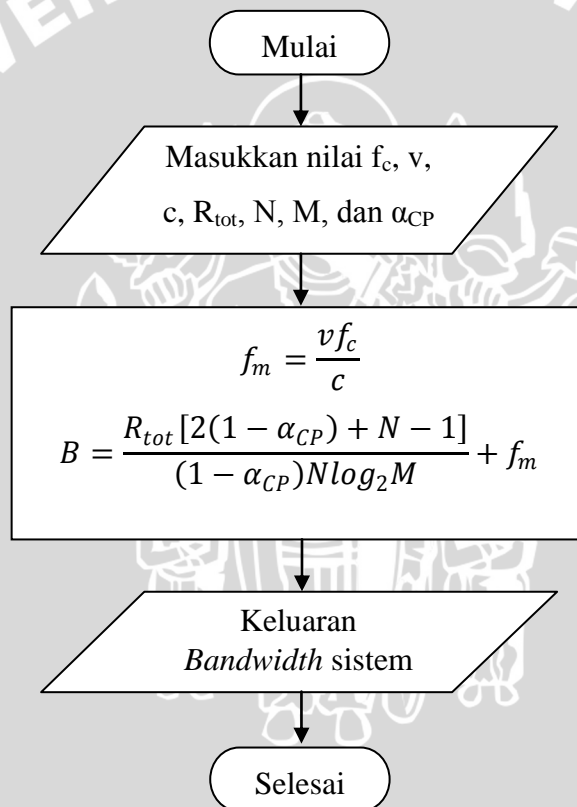 Mulai
Masukkan nilai f_c, v,
c, R_tot, N, M, dan α_CP
f_m = vf_c / c
B = R_tot [2(1 − α_CP) + N − 1] / (1 − α_CP)Nlog_2M + f_m
Keluaran
Bandwidth sistem
Selesai